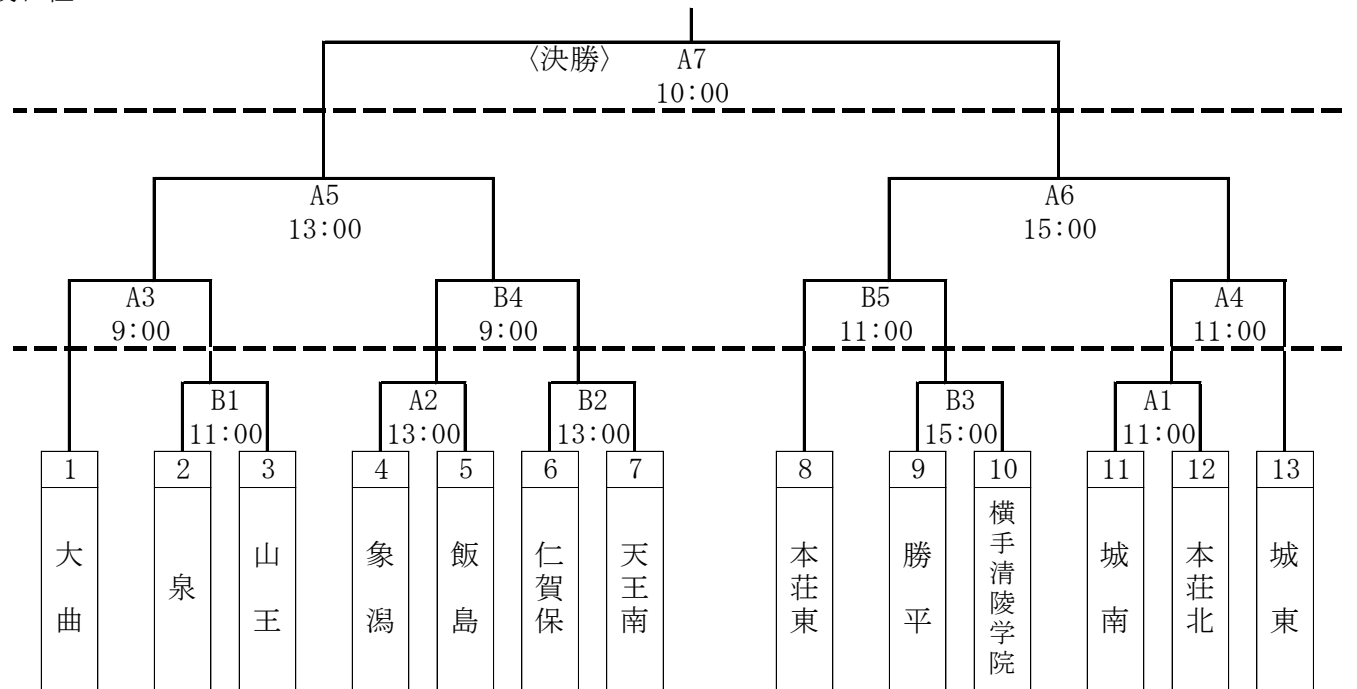 〈決勝〉 A7
10:00
A5
13:00
A6
15:00
A3
9:00
B4
9:00
B5
11:00
A4
11:00
B1
11:00
A2
13:00
B2
13:00
B3
15:00
A1
11:00
1 2 3 4 5 6 7 8 9 10 11 12 13
大曲
泉
山王
象潟
飯島
仁賀保
天王南
本荘東
勝平
横手清陵学院
城南
本荘北
城東